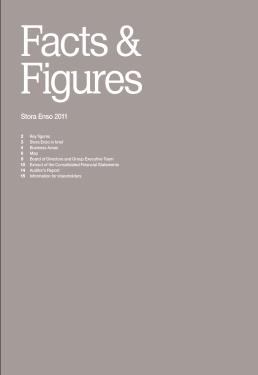 Facts &
Figures
Stora Enso 2011
2 Key figures
3 Stora Enso in brief
4 Business Areas
6 Map
8 Board of Directors and Group Executive Team
10 Extract of the Consolidated Financial Statements
14 Auditor's Report
15 Information for shareholders